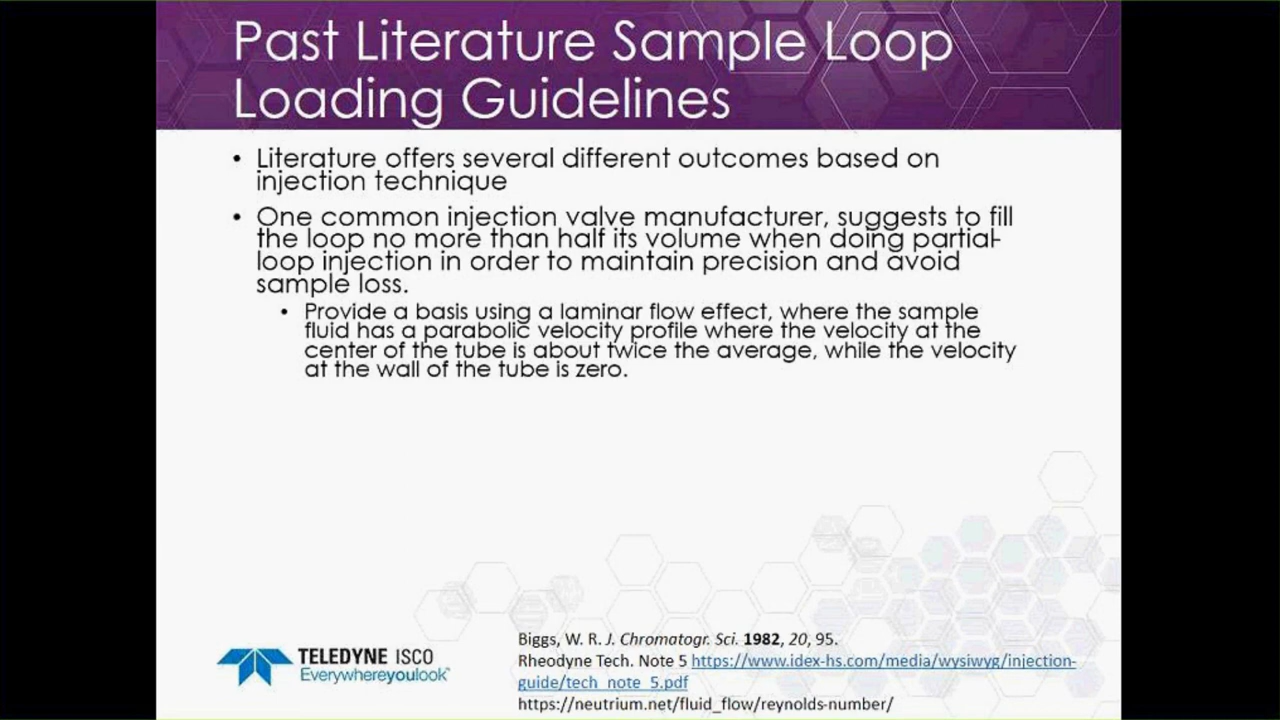 Past Literature Sample Loop
Loading Guidelines
• Literature offers several different outcomes based on
injection technique
• One common injection valve manufacturer, suggests to fill
the loop no more than half its volume when doing partial-
loop injection in order to maintain precision and avoid
sample loss.
• Provide a basis using a laminar flow effect, where the sample
fluid has a parabolic velocity profile where the velocity at the
center of the tube is about twice the average, while the velocity
at the wall of the tube is zero.
TELEDYNE ISCO
Everywhereyoulook
Biggs, W. R. J. Chromatogr. Sci. 1982, 20, 95.
Rheodyne Tech. Note 5 https://www.idex-hs.com/media/wysiwyg/injection-
guide/tech_note_5.pdf
https://neutrium.net/fluid_flow/reynolds-number/